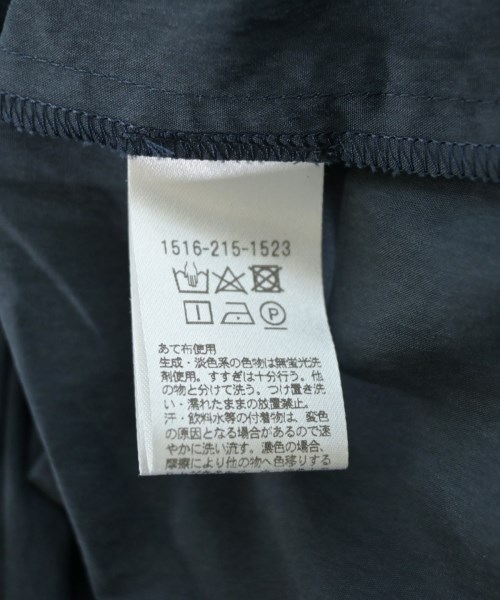 1516-215-1523
P
あて布使用
生成・淡色系の色物は無蛍光洗
剤使用。すすぎは十分行う。他
の物と分けて洗う。つけ置き洗
い・濡れたままの放置禁止。
汗・飲料水等の付着物は、変色
の原因となる場合があるので速
やかに洗い流す。濃色の場合、
摩擦により他の物へ色移りする